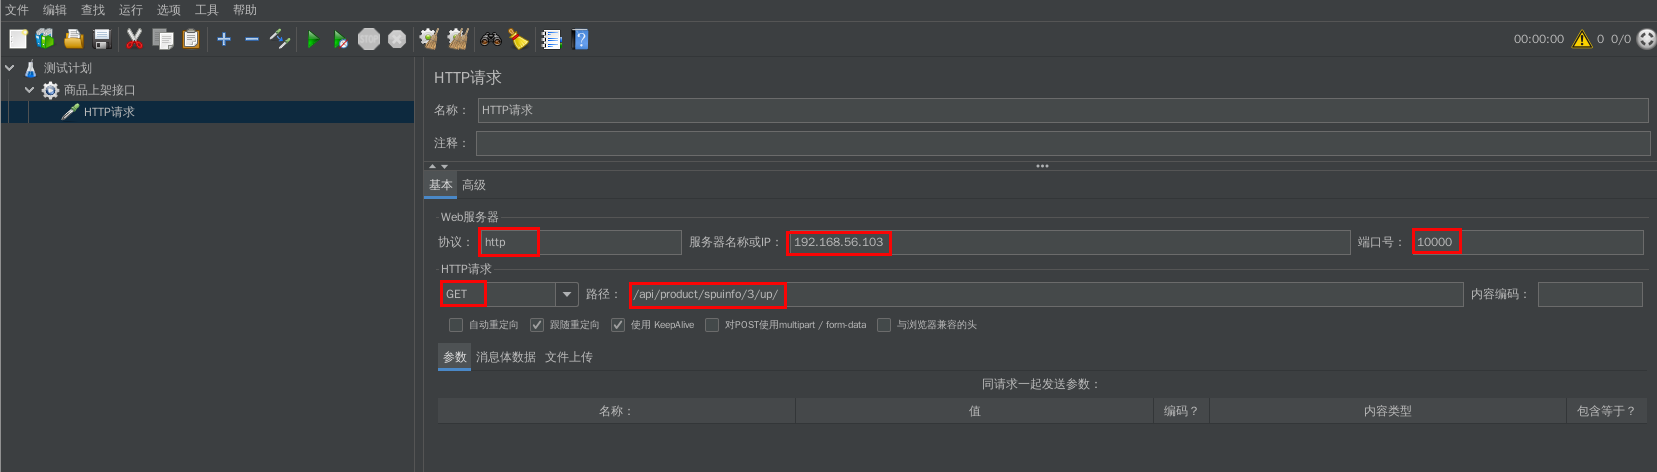 文件 编辑 查找 运行 选项 工具 帮助
STOP 00:00:00 0 0/0
测试计划
商品上架接口
HTTP请求
HTTP请求
名称： HTTP请求
注释：
基本 高级
Web服务器
协议： http 服务器名称或IP： 192.168.56.103 端口号： 10000
HTTP请求
GET 路径： /api/product/spuinfo/3/up/ 内容编码：
自动重定向 跟随重定向 使用 KeepAlive 对POST使用multipart / form-data 与浏览器兼容的头
参数 消息体数据 文件上传
同请求一起发送参数：
名称： 值 编码？ 内容类型 包含等于？